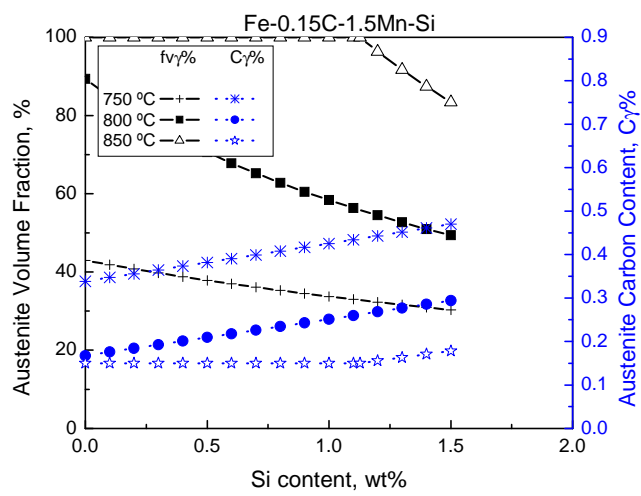 Fe-0.15C-1.5Mn-Si
fvγ% Cγ%
750 ºC
800 ºC
850 ºC
Austenite Volume Fraction, %
100
80
60
40
20
0
Austenite Carbon Content, Cγ%
0.9
0.8
0.7
0.6
0.5
0.4
0.3
0.2
0.1
0.0
0.0 0.5 1.0 1.5 2.0
Si content, wt%